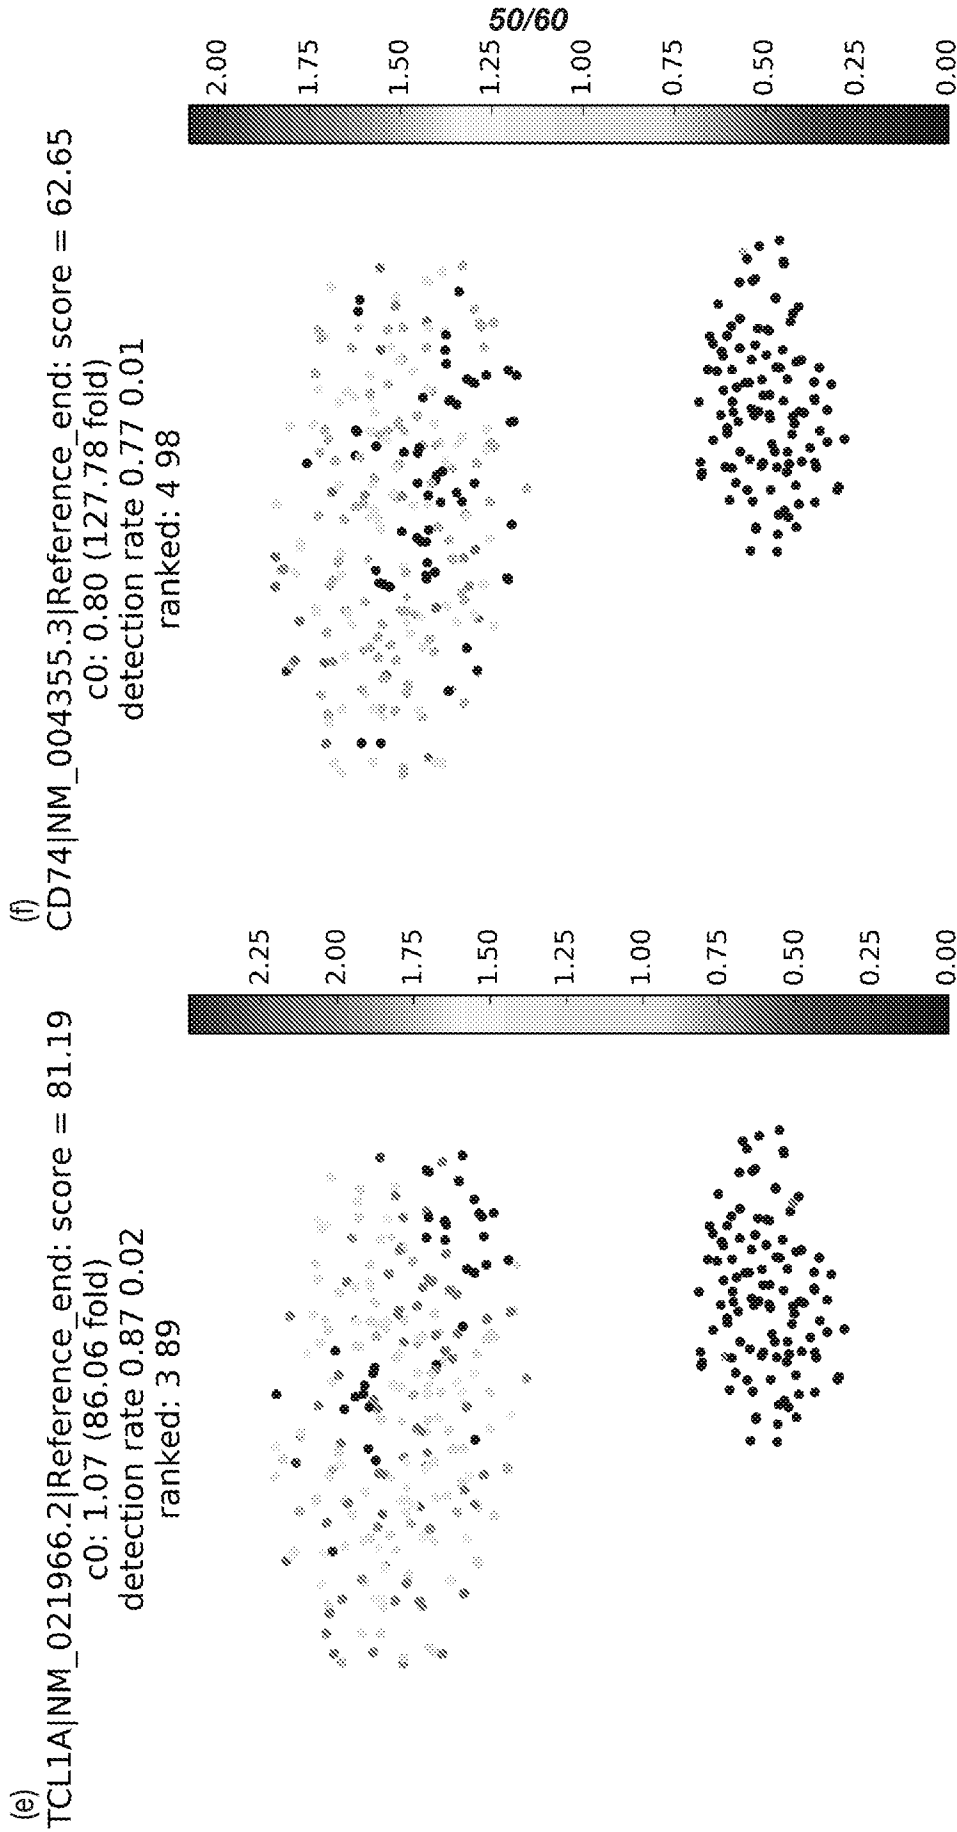 50/60
(e)
TCL1A|NM_021966.2|Reference_end: score = 81.19
c0: 1.07 (86.06 fold)
detection rate 0.87 0.02
ranked: 3 89
2.25
2.00
1.75
1.50
1.25
1.00
0.75
0.50
0.25
0.00
(f)
CD74|NM_004355.3|Reference_end: score = 62.65
c0: 0.80 (127.78 fold)
detection rate 0.77 0.01
ranked: 4 98
2.00
1.75
1.50
1.25
1.00
0.75
0.50
0.25
0.00